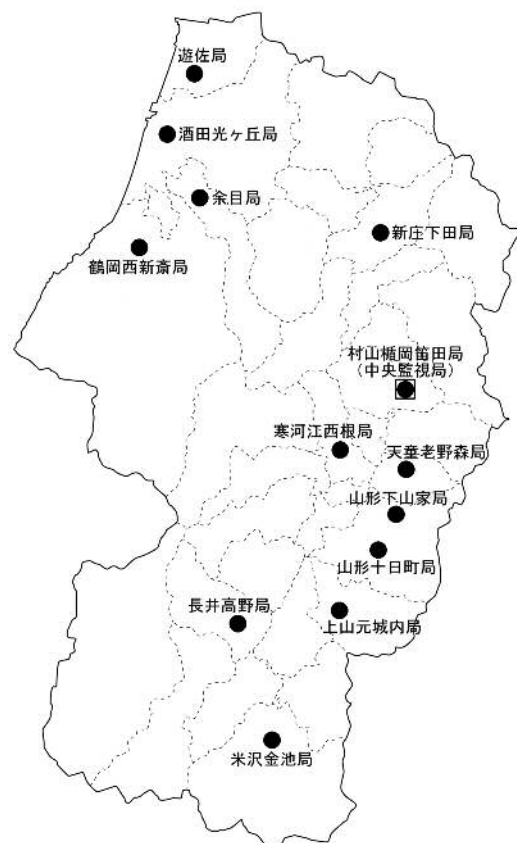 遊佐局
酒田光ヶ丘局
余目局
新庄下田局
鶴岡西新斎局
村山楯岡笛田局
（中央監視局）
寒河江西根局
天童老野森局
山形下山家局
山形十日町局
長井高野局
上山元城内局
米沢金池局